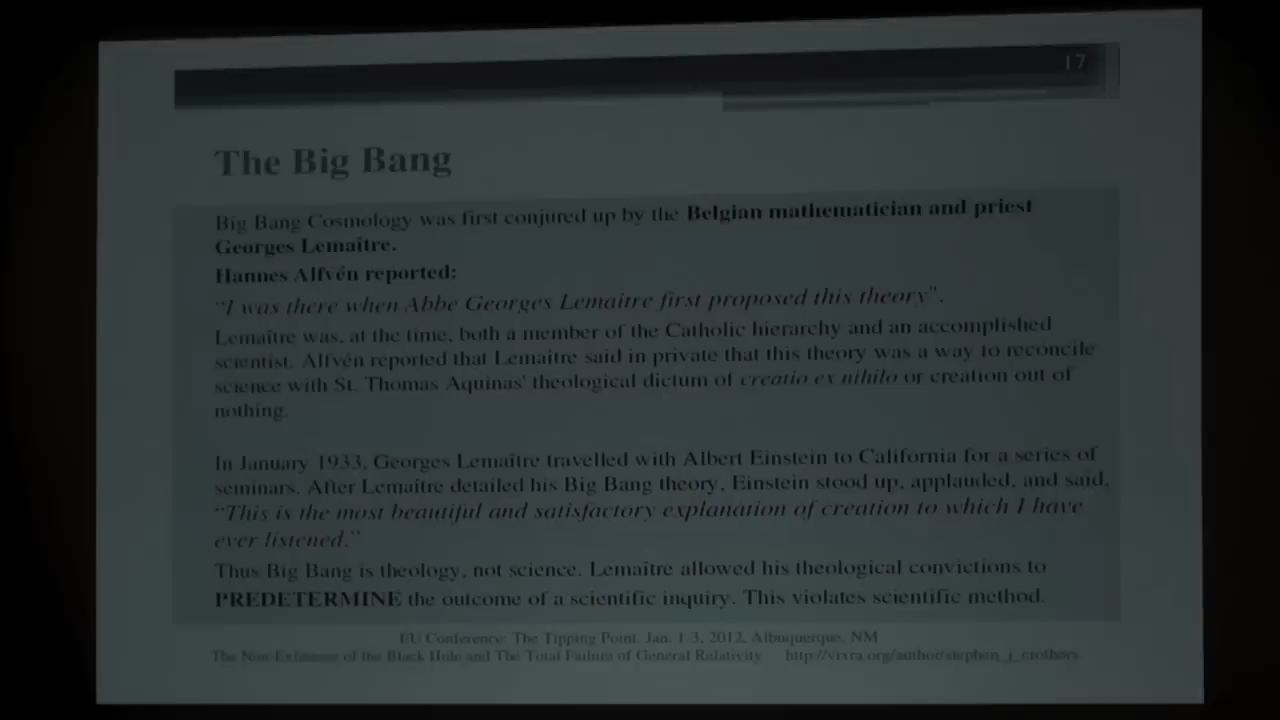 17
The Big Bang
Big Bang Cosmology was first conjured up by the Belgian mathematician and priest
Georges Lemaître.
Hannes Alfvén reported:
"I was there when Abbe Georges Lemaitre first proposed this theory".
Lemaître was, at the time, both a member of the Catholic hierarchy and an accomplished
scientist. Alfvén reported that Lemaître said in private that this theory was a way to reconcile
science with St. Thomas Aquinas' theological dictum of creatio ex nihilo or creation out of
nothing.
In January 1933, Georges Lemaître travelled with Albert Einstein to California for a series of
seminars. After Lemaître detailed his Big Bang theory, Einstein stood up, applauded, and said,
"This is the most beautiful and satisfactory explanation of creation to which I have
ever listened."
Thus Big Bang is theology, not science. Lemaître allowed his theological convictions to
PREDETERMINE the outcome of a scientific inquiry. This violates scientific method.
EU Conference: The Tipping Point. Jan. 1-3, 2012, Albuquerque, NM
The Non-Existence of the Black Hole and The Total Failure of General Relativity http://vixra.org/author/stephen_j_crothers